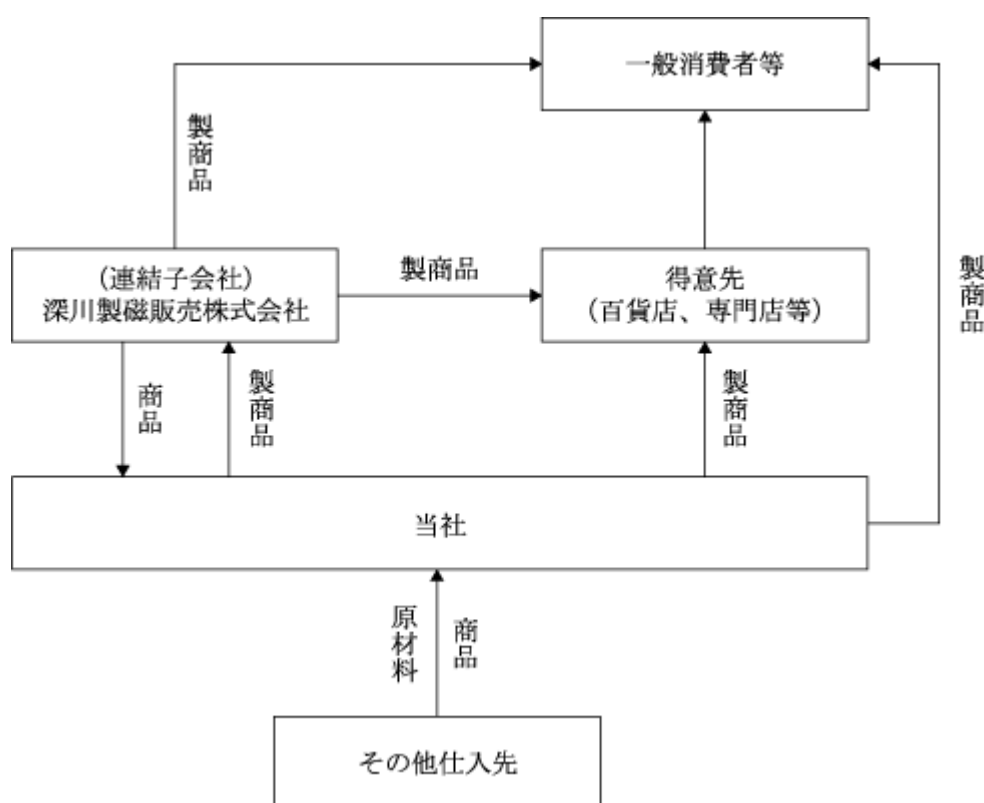 一般消費者等
製商品
(連結子会社)
深川製磁販売株式会社
製商品
得意先
(百貨店、専門店等)
製商品
商品
製商品
製商品
当社
原材料
商品
その他仕入先